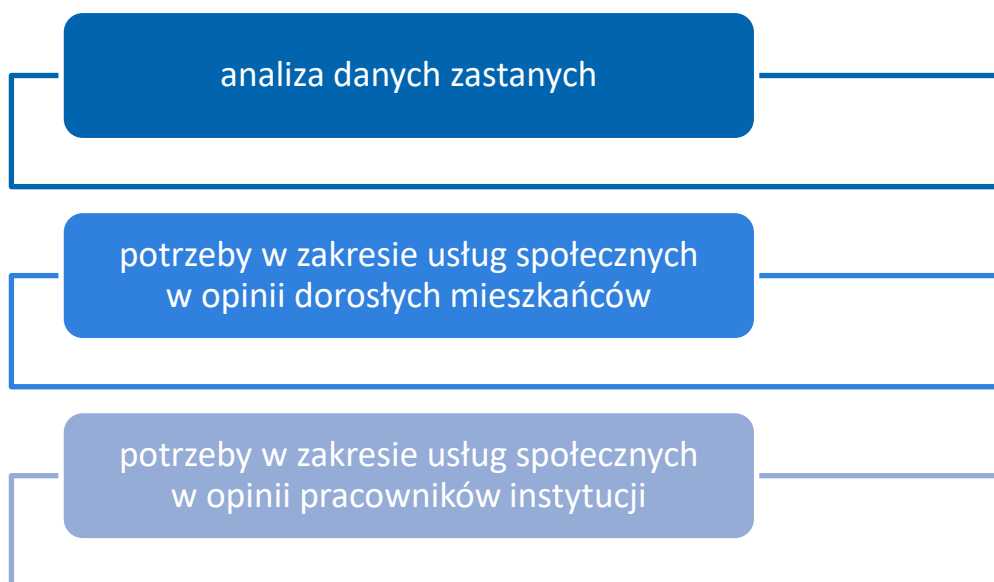 analiza danych zastanych
potrzeby w zakresie usług społecznych
w opinii dorosłych mieszkańców
potrzeby w zakresie usług społecznych
w opinii pracowników instytucji